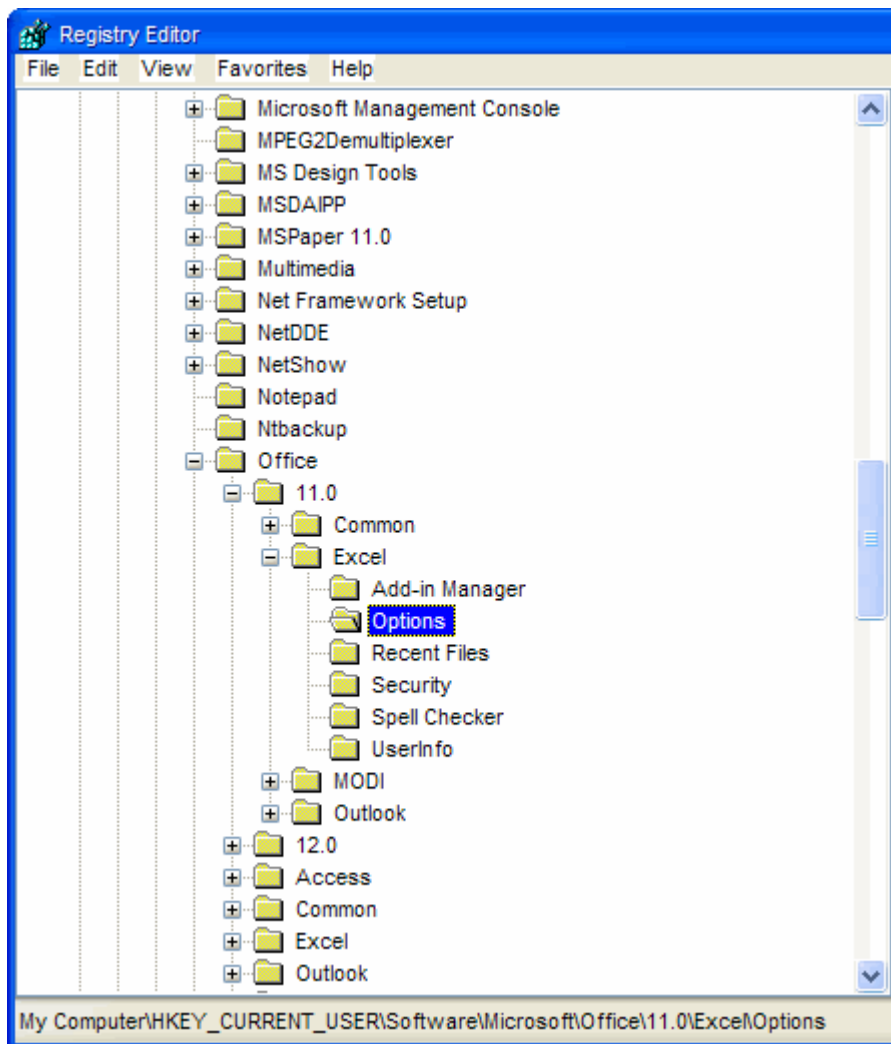 Registry Editor
File Edit View Favorites Help
Microsoft Management Console
MPEG2Demultiplexer
MS Design Tools
MSDAIPP
MSPaper 11.0
Multimedia
Net Framework Setup
NetDDE
NetShow
Notepad
Ntbackup
Office
11.0
Common
Excel
Add-in Manager
Options
Recent Files
Security
Spell Checker
UserInfo
MODI
Outlook
12.0
Access
Common
Excel
Outlook
My Computer\HKEY_CURRENT_USER\Software\Microsoft\Office\11.0\Excel\Options